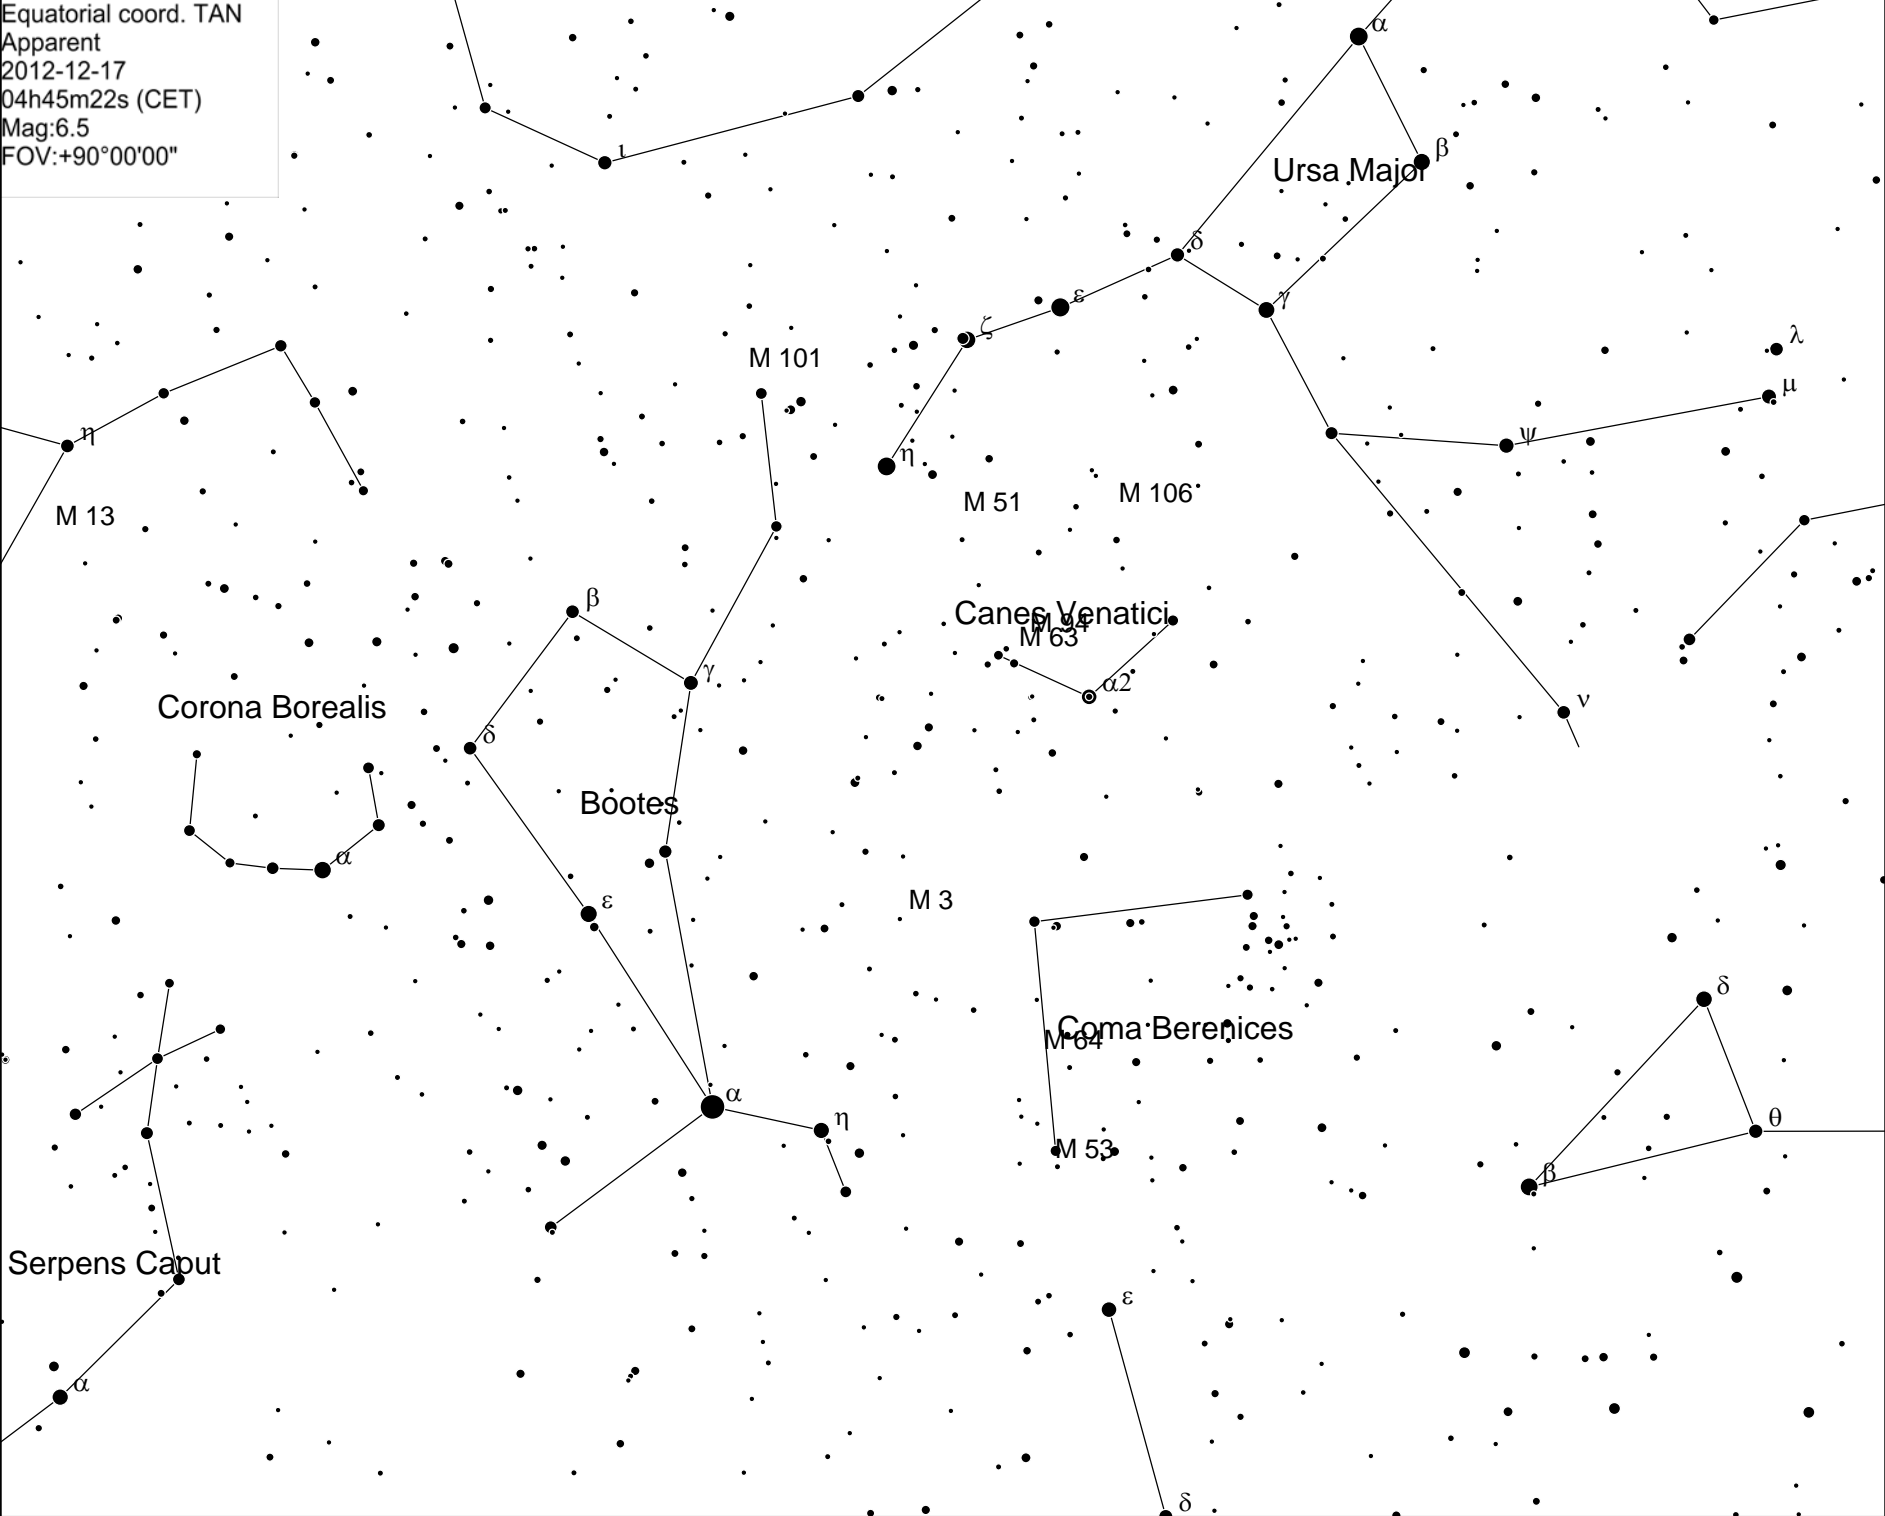 Equatorial coord. TAN
Apparent
2012-12-17
04h45m22s (CET)
Mag:6.5
FOV:+90°00'00"
α
ι
β
Ursa Major
δ
ε
γ
ζ
λ
M 101
μ
η
ψ
η
M 13
M 51
M 106
β
Canes Venatici
M 94
M 63
γ
α2
ν
Corona Borealis
δ
Bootes
α
ε
M 3
δ
Coma Berenices
M 64
α
η
θ
M 53
β
Serpens Caput
ε
α
δ